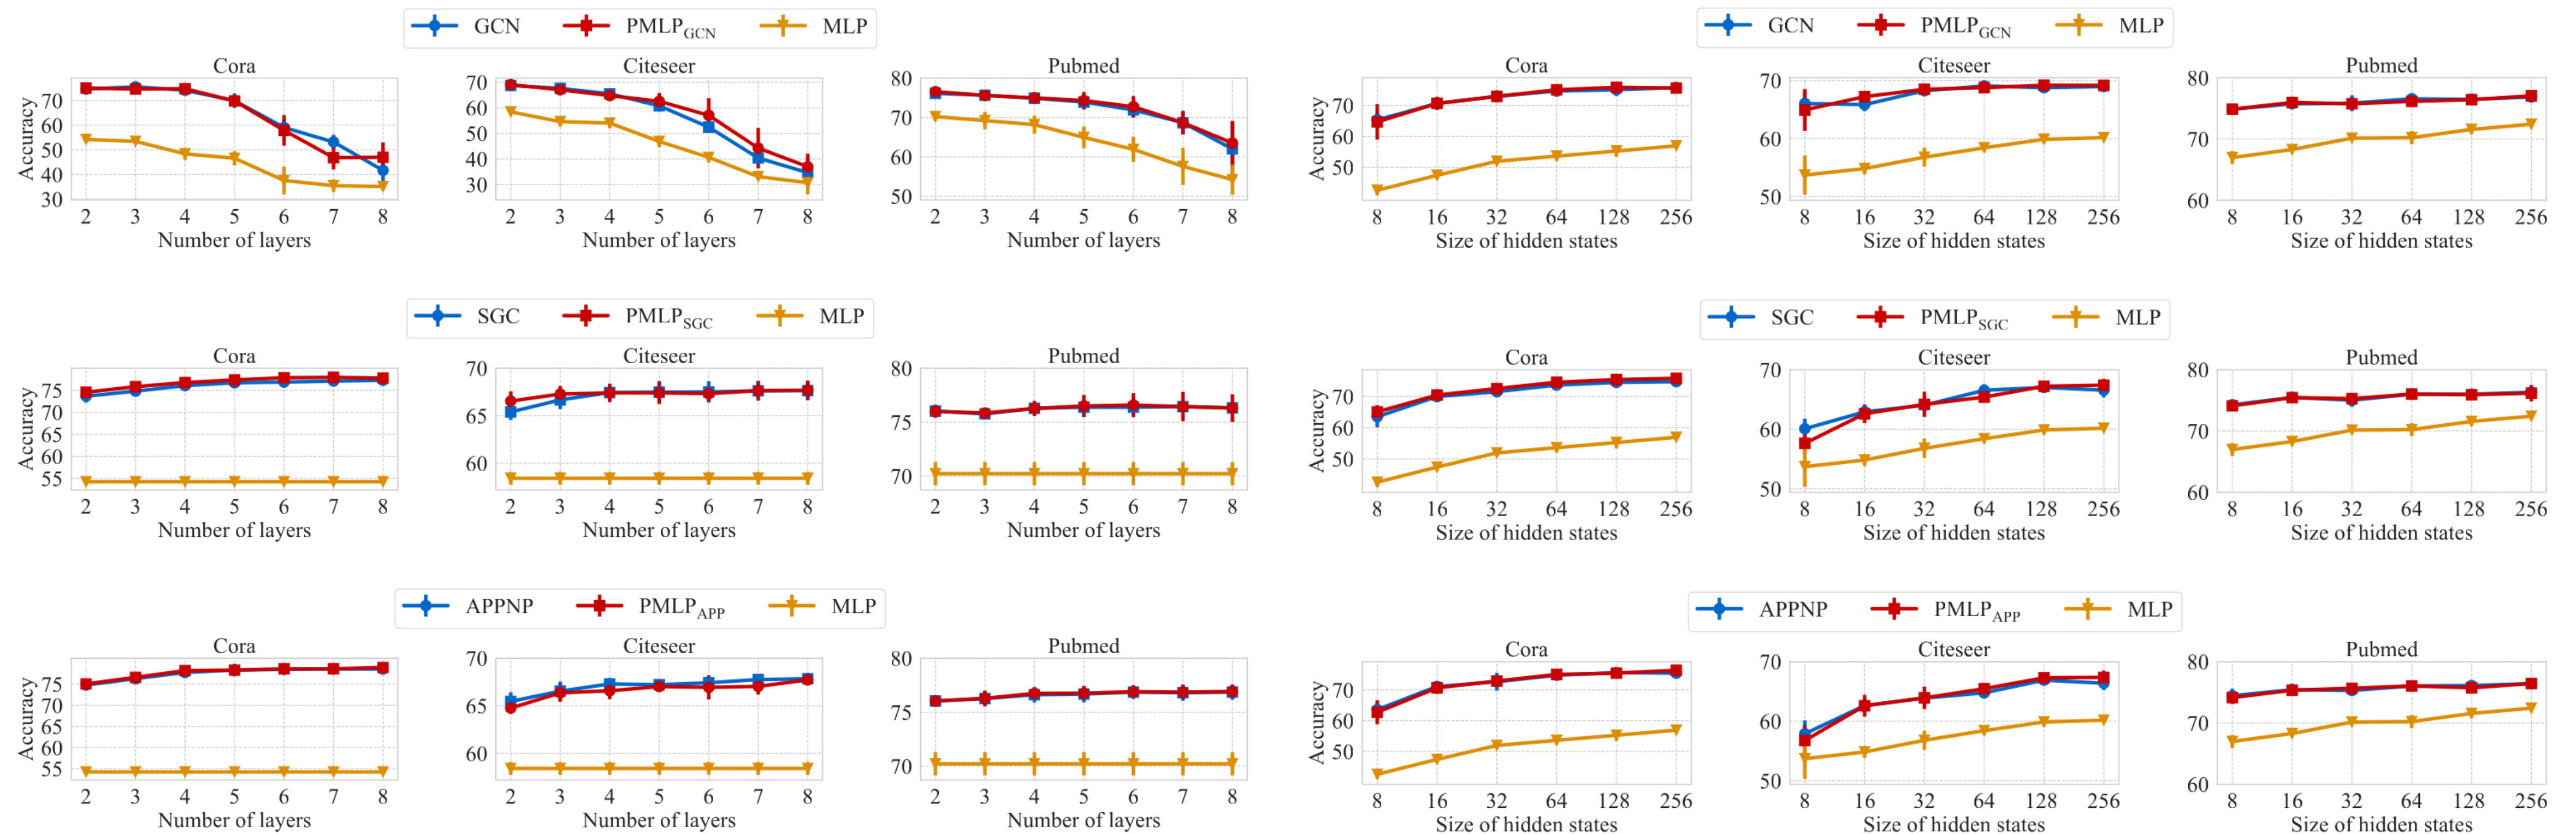 GCN PMLP_GCN MLP
Cora
Accuracy
70
60
50
40
30
2 3 4 5 6 7 8
Number of layers
Citeseer
70
60
50
40
30
2 3 4 5 6 7 8
Number of layers
Pubmed
80
70
60
50
2 3 4 5 6 7 8
Number of layers
GCN PMLP_GCN MLP
Cora
Accuracy
70
60
50
8 16 32 64 128 256
Size of hidden states
Citeseer
70
60
50
8 16 32 64 128 256
Size of hidden states
Pubmed
80
70
60
8 16 32 64 128 256
Size of hidden states
SGC PMLP_SGC MLP
Cora
Accuracy
75
70
65
60
55
2 3 4 5 6 7 8
Number of layers
Citeseer
70
65
60
2 3 4 5 6 7 8
Number of layers
Pubmed
80
75
70
2 3 4 5 6 7 8
Number of layers
SGC PMLP_SGC MLP
Cora
Accuracy
70
60
50
8 16 32 64 128 256
Size of hidden states
Citeseer
70
60
50
8 16 32 64 128 256
Size of hidden states
Pubmed
80
70
60
8 16 32 64 128 256
Size of hidden states
APPNP PMLP_APP MLP
Cora
Accuracy
75
70
65
60
55
2 3 4 5 6 7 8
Number of layers
Citeseer
70
65
60
2 3 4 5 6 7 8
Number of layers
Pubmed
80
75
70
2 3 4 5 6 7 8
Number of layers
APPNP PMLP_APP MLP
Cora
Accuracy
70
60
50
8 16 32 64 128 256
Size of hidden states
Citeseer
70
60
50
8 16 32 64 128 256
Size of hidden states
Pubmed
80
70
60
8 16 32 64 128 256
Size of hidden states